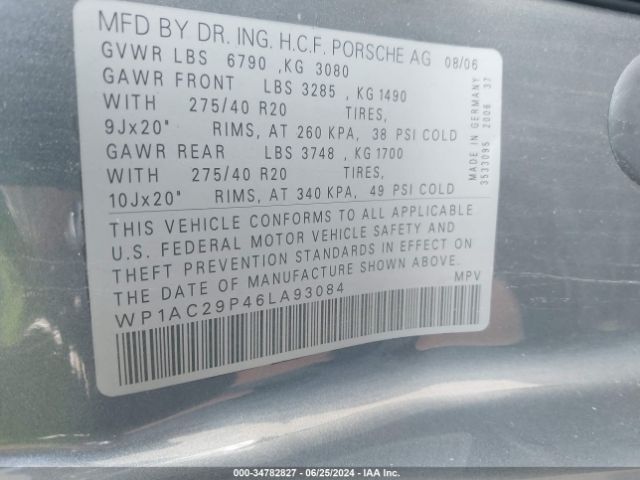 MFD BY DR. ING. H.C.F. PORSCHE AG 08/06
GVWR LBS 6790 ,KG 3080
GAWR FRONT LBS 3285 , KG 1490
WITH 275/40 R20 TIRES,
9Jx20" RIMS, AT 260 KPA, 38 PSI COLD
GAWR REAR LBS 3748 , KG 1700
WITH 275/40 R20 TIRES,
10Jx20" RIMS, AT 340 KPA, 49 PSI COLD
THIS VEHICLE CONFORMS TO ALL APPLICABLE
U.S. FEDERAL MOTOR VEHICLE SAFETY AND
THEFT PREVENTION STANDARDS IN EFFECT ON
THE DATE OF MANUFACTURE SHOWN ABOVE.
WP1AC29P46LA93084 MPV
MADE IN GERMANY
3533095 2006 37
000-34782827 - 06/25/2024 - IAA Inc.